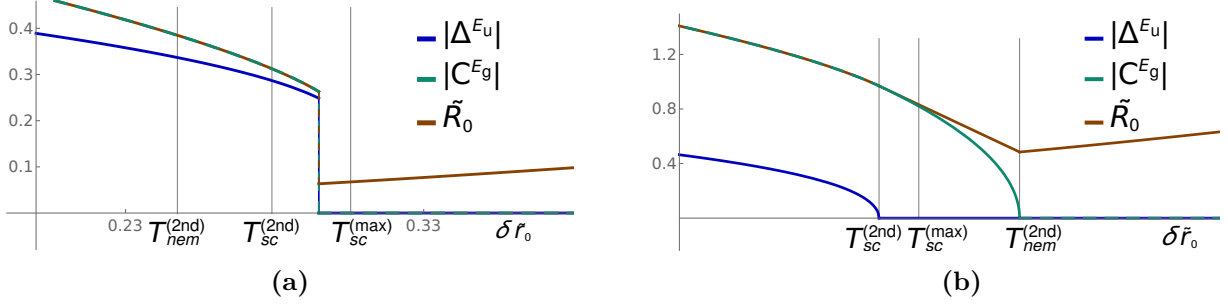 0.4
0.3
0.2
0.1
0.23
0.33
|Δ^{E_u}|
|C^{E_g}|
R̃₀
T_{nem}^{(2nd)}
T_{sc}^{(2nd)}
T_{sc}^{(max)}
δr̃₀
(a)
1.2
0.8
0.4
|Δ^{E_u}|
|C^{E_g}|
R̃₀
T_{sc}^{(2nd)}
T_{sc}^{(max)}
T_{nem}^{(2nd)}
δr̃₀
(b)